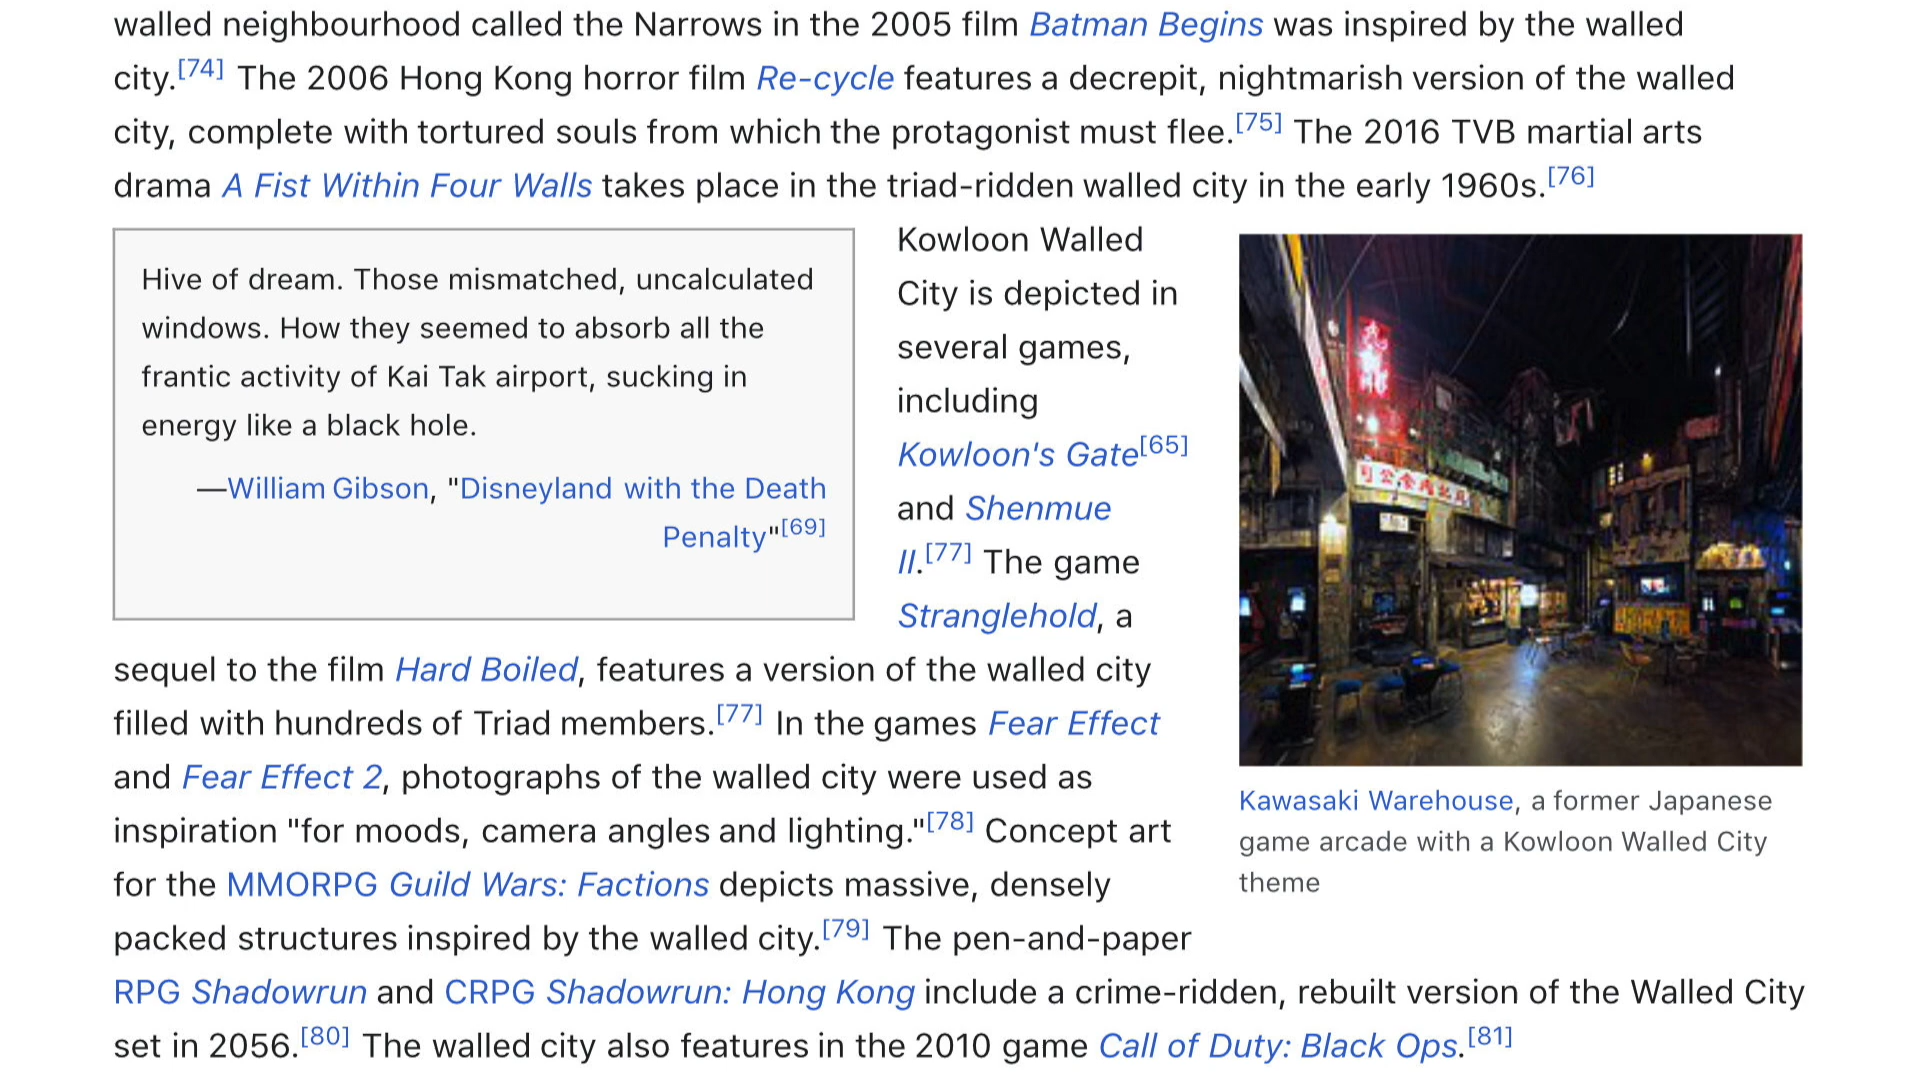 walled neighbourhood called the Narrows in the 2005 film Batman Begins was inspired by the walled
city.[74] The 2006 Hong Kong horror film Re-cycle features a decrepit, nightmarish version of the walled
city, complete with tortured souls from which the protagonist must flee.[75] The 2016 TVB martial arts
drama A Fist Within Four Walls takes place in the triad-ridden walled city in the early 1960s.[76]
Hive of dream. Those mismatched, uncalculated
windows. How they seemed to absorb all the
frantic activity of Kai Tak airport, sucking in
energy like a black hole.
—William Gibson, "Disneyland with the Death
Penalty"[69]
Kowloon Walled
City is depicted in
several games,
including
Kowloon's Gate[65]
and Shenmue
II.[77] The game
Stranglehold, a
sequel to the film Hard Boiled, features a version of the walled city
filled with hundreds of Triad members.[77] In the games Fear Effect
and Fear Effect 2, photographs of the walled city were used as
inspiration "for moods, camera angles and lighting."[78] Concept art
for the MMORPG Guild Wars: Factions depicts massive, densely
packed structures inspired by the walled city.[79] The pen-and-paper
RPG Shadowrun and CRPG Shadowrun: Hong Kong include a crime-ridden, rebuilt version of the Walled City
set in 2056.[80] The walled city also features in the 2010 game Call of Duty: Black Ops.[81]
Kawasaki Warehouse, a former Japanese
game arcade with a Kowloon Walled City
theme